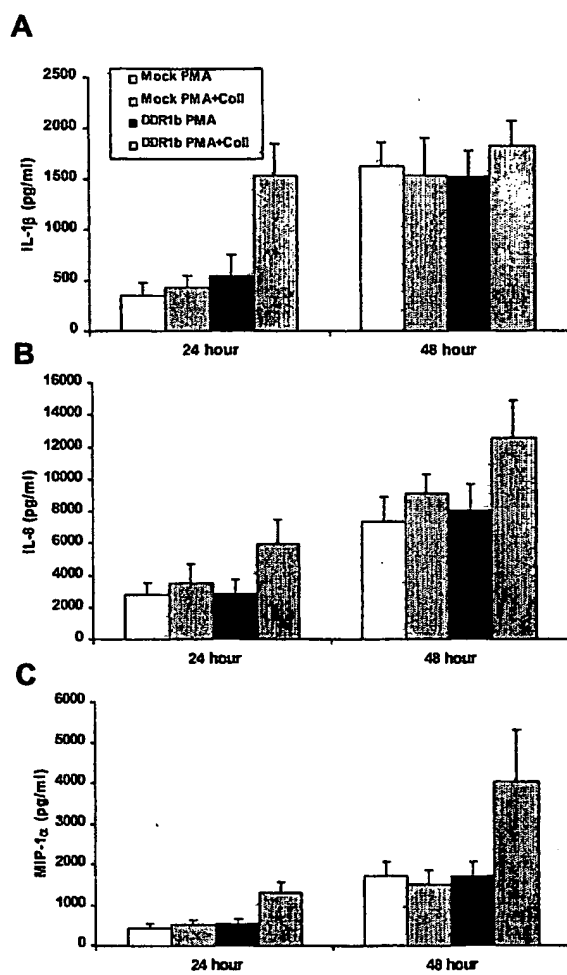 A
Mock PMA
Mock PMA+Coll
DDR1b PMA
DDR1b PMA+Coll
IL-1β (pg/ml)
2500
2000
1500
1000
500
0
24 hour
48 hour
B
IL-8 (pg/ml)
16000
14000
12000
10000
8000
6000
4000
2000
0
24 hour
48 hour
C
MIP-1α (pg/ml)
6000
5000
4000
3000
2000
1000
0
24 hour
48 hour